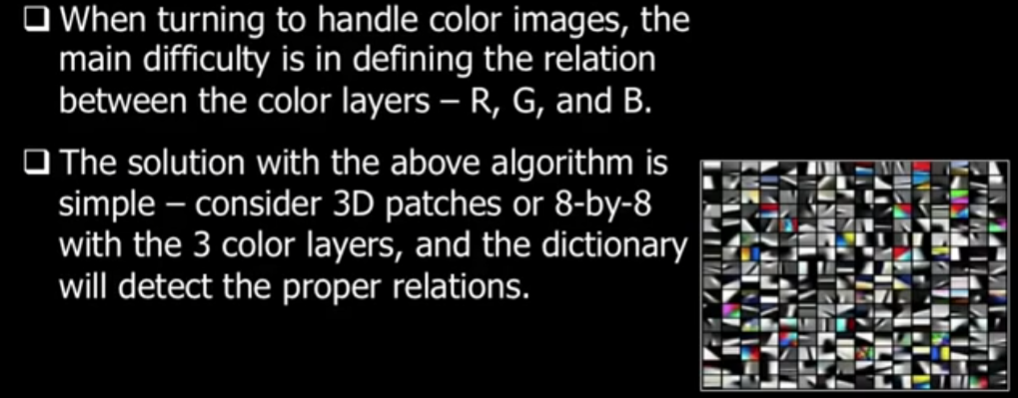 ❑ When turning to handle color images, the
main difficulty is in defining the relation
between the color layers – R, G, and B.
❑ The solution with the above algorithm is
simple – consider 3D patches or 8-by-8
with the 3 color layers, and the dictionary
will detect the proper relations.